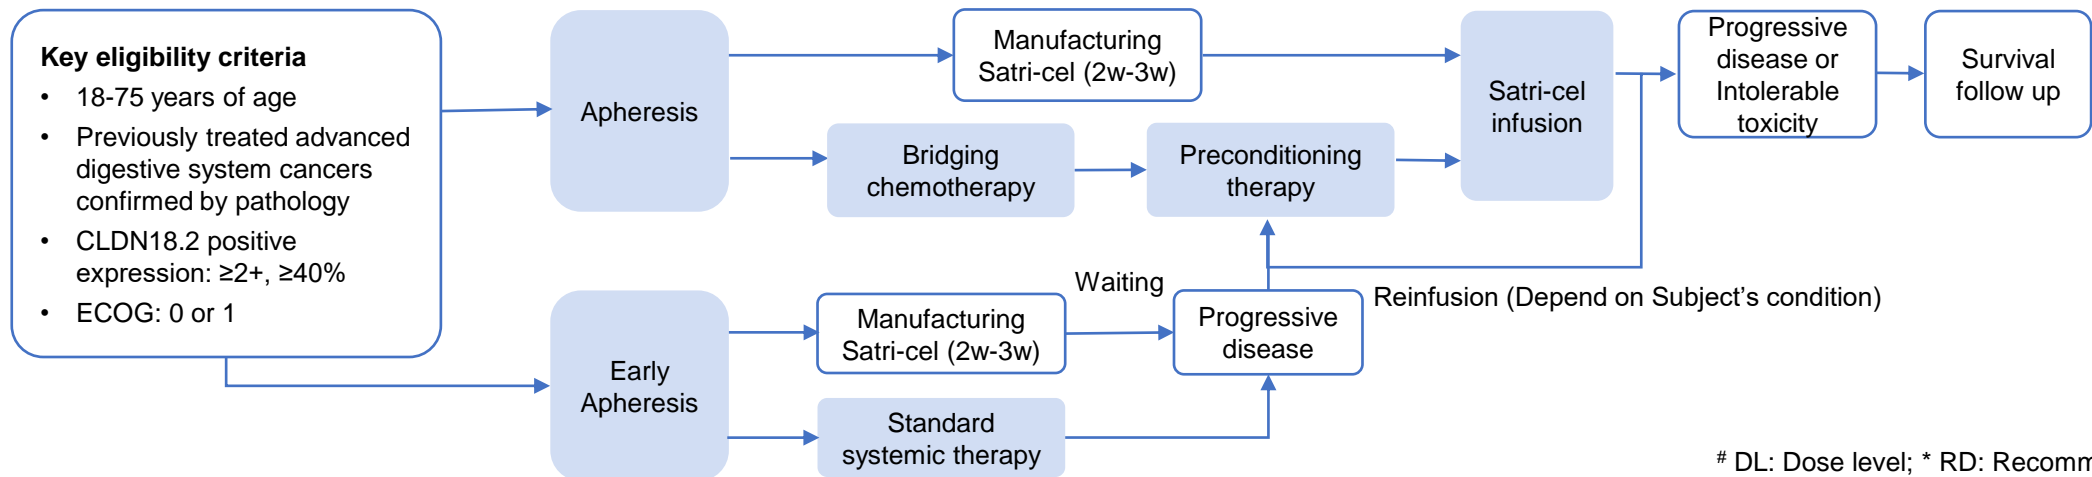 Key eligibility criteria
• 18-75 years of age
• Previously treated advanced
digestive system cancers
confirmed by pathology
• CLDN18.2 positive
expression: ≥2+, ≥40%
• ECOG: 0 or 1
Apheresis
Manufacturing
Satri-cel (2w-3w)
Bridging
chemotherapy
Preconditioning
therapy
Satri-cel
infusion
Progressive
disease or
Intolerable
toxicity
Survival
follow up
Early
Apheresis
Manufacturing
Satri-cel (2w-3w)
Waiting
Progressive
disease
Reinfusion (Depend on Subject’s condition)
Standard
systemic therapy
# DL: Dose level; * RD: Recomm